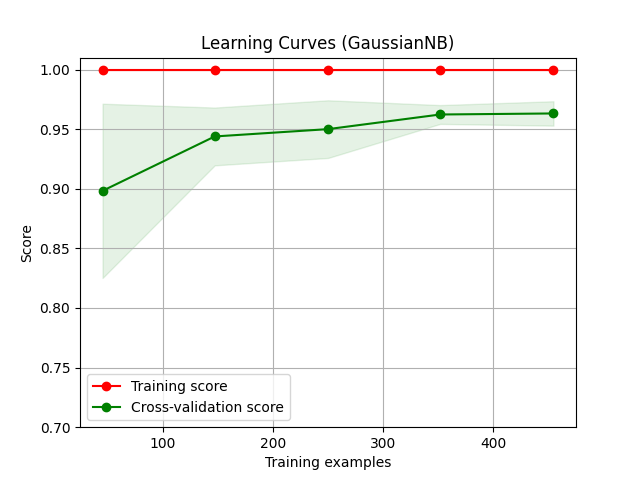 Learning Curves (GaussianNB)
1.00
0.95
0.90
0.85
0.80
0.75
0.70
Score
Training score
Cross-validation score
100
200
300
400
Training examples